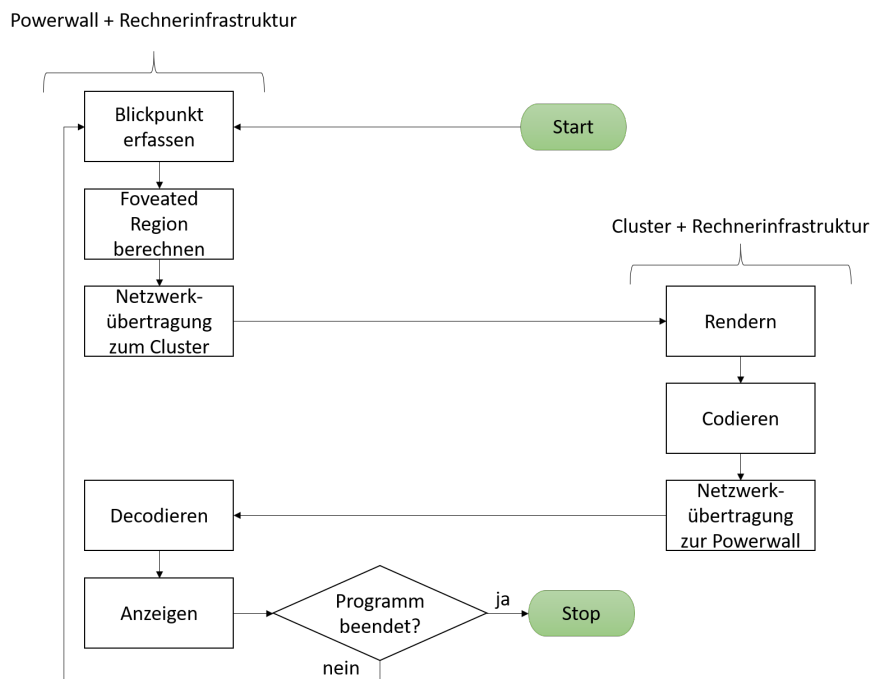 Powerwall + Rechnerinfrastruktur
Blickpunkt
erfassen
Start
Foveated
Region
berechnen
Cluster + Rechnerinfrastruktur
Netzwerk-
übertragung
zum Cluster
Rendern
Codieren
Netzwerk-
übertragung
zur Powerwall
Decodieren
Anzeigen
Programm
beendet?
ja
Stop
nein